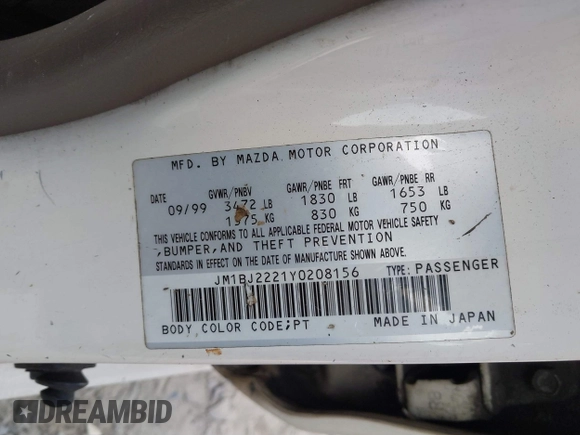 MFD. BY MAZDA MOTOR CORPORATION
DATE GVWR/PNBV GAWR/PNBE FRT GAWR/PNBE RR
09/99 3472 LB 1830 LB 1653 LB
1575 KG 830 KG 750 KG
THIS VEHICLE CONFORMS TO ALL APPLICABLE FEDERAL MOTOR VEHICLE SAFETY
,BUMPER,AND THEFT PREVENTION
STANDARDS IN EFFECT ON THE DATE OF MANUFACTURE SHOWN ABOVE.
JM1BJ2221Y0208156 TYPE: PASSENGER
BODY COLOR CODE;PT MADE IN JAPAN
DREAMBID